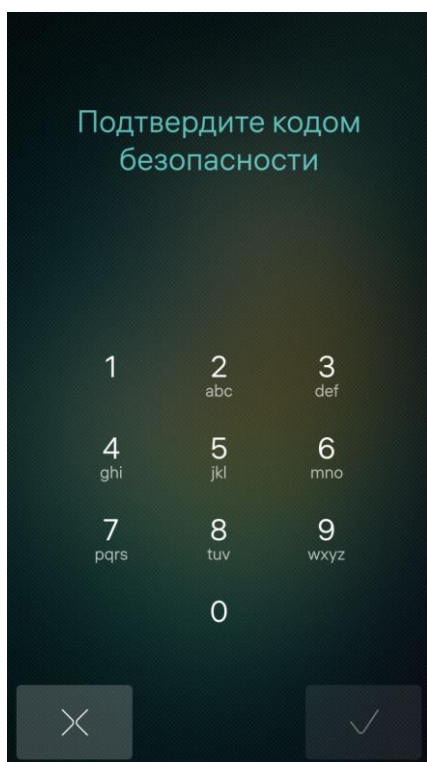 Подтвердите кодом
безопасности
1 2 3
abc def
4 5 6
ghi jkl mno
7 8 9
pqrs tuv wxyz
0